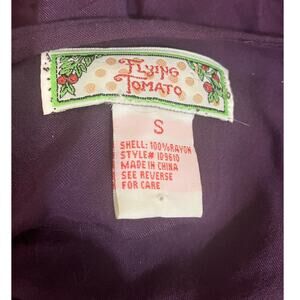 FLYING
TOMATO
S
SHELL: 100%RAYON
STYLE# 109610
MADE IN CHINA
SEE REVERSE
FOR CARE